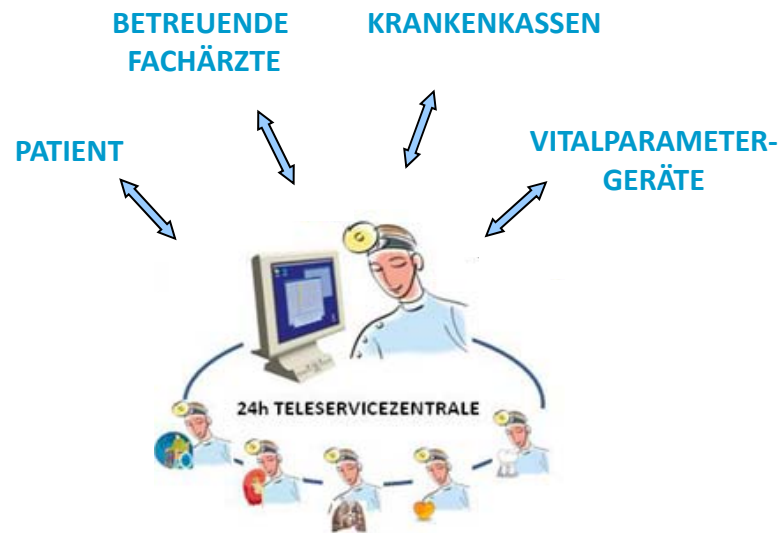 BETREUENDE
FACHÄRZTE
KRANKENKASSEN
PATIENT
VITALPARAMETER-
GERÄTE
24h TELESERVICEZENTRALE